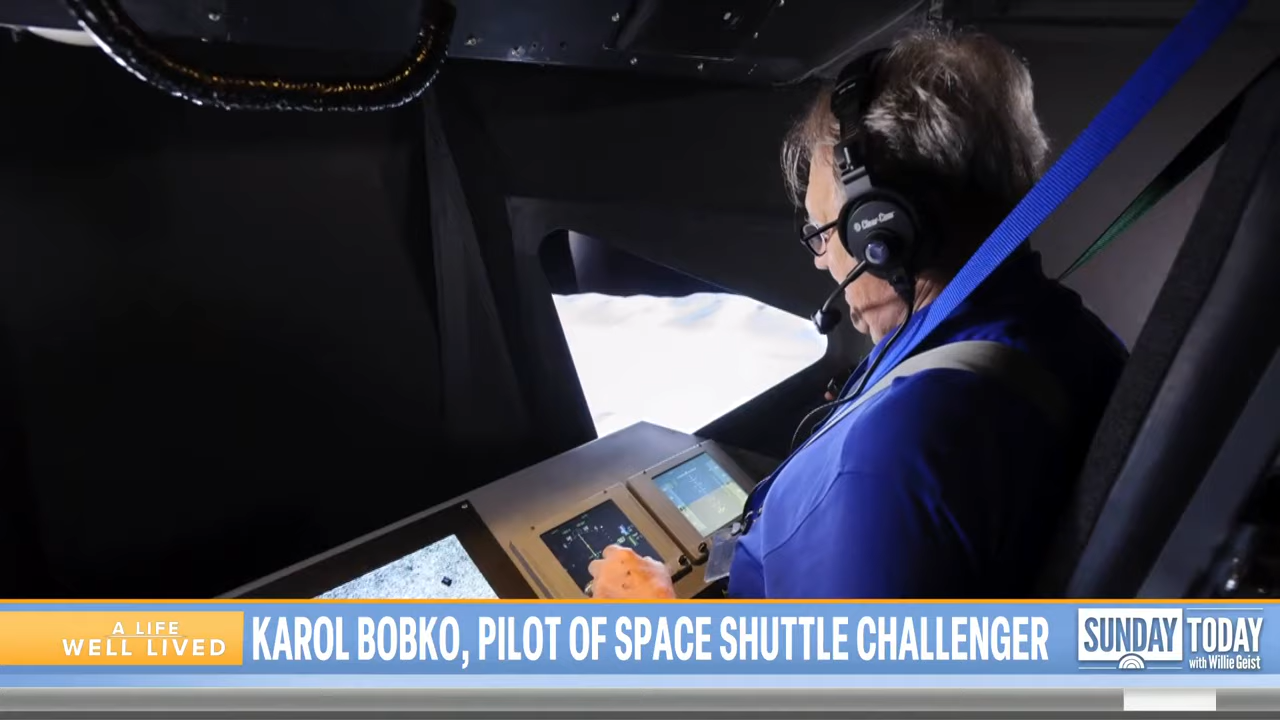 Clear-Com
A LIFE
WELL LIVED
KAROL BOBKO, PILOT OF SPACE SHUTTLE CHALLENGER
SUNDAY TODAY
with Willie Geist